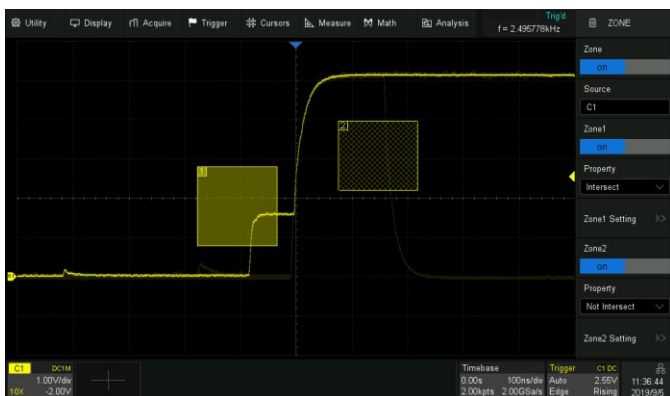 Utility Display Acquire Trigger Cursors Measure Math Analysis
Trig'd
f = 2.495778kHz
ZONE
Zone
on
Source
C1
Zone1
on
Property
Intersect
Zone1 Setting
Zone2
on
Property
Not Intersect
Zone2 Setting
1
2
C1 DC1M
1.00V/div
10X -2.00V
Timebase
0.00s 100ns/div
2.00kpts 2.00GSa/s
Trigger C1 DC
Auto 2.55V
Edge Rising
11:36:44
2019/9/5